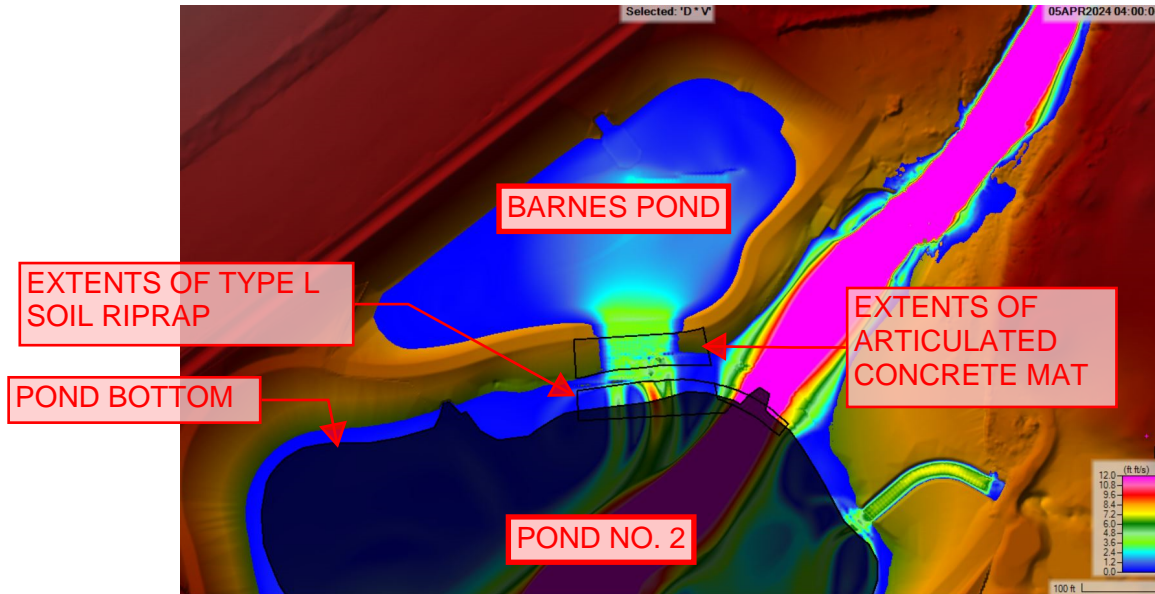 Selected: 'D * V'
05APR2024 04:00:0
BARNES POND
EXTENTS OF TYPE L
SOIL RIPRAP
EXTENTS OF
ARTICULATED
CONCRETE MAT
POND BOTTOM
POND NO. 2
(ft ft/s)
12.0
10.8
9.6
8.4
7.2
6.0
4.8
3.6
2.4
1.2
0.0
100 ft